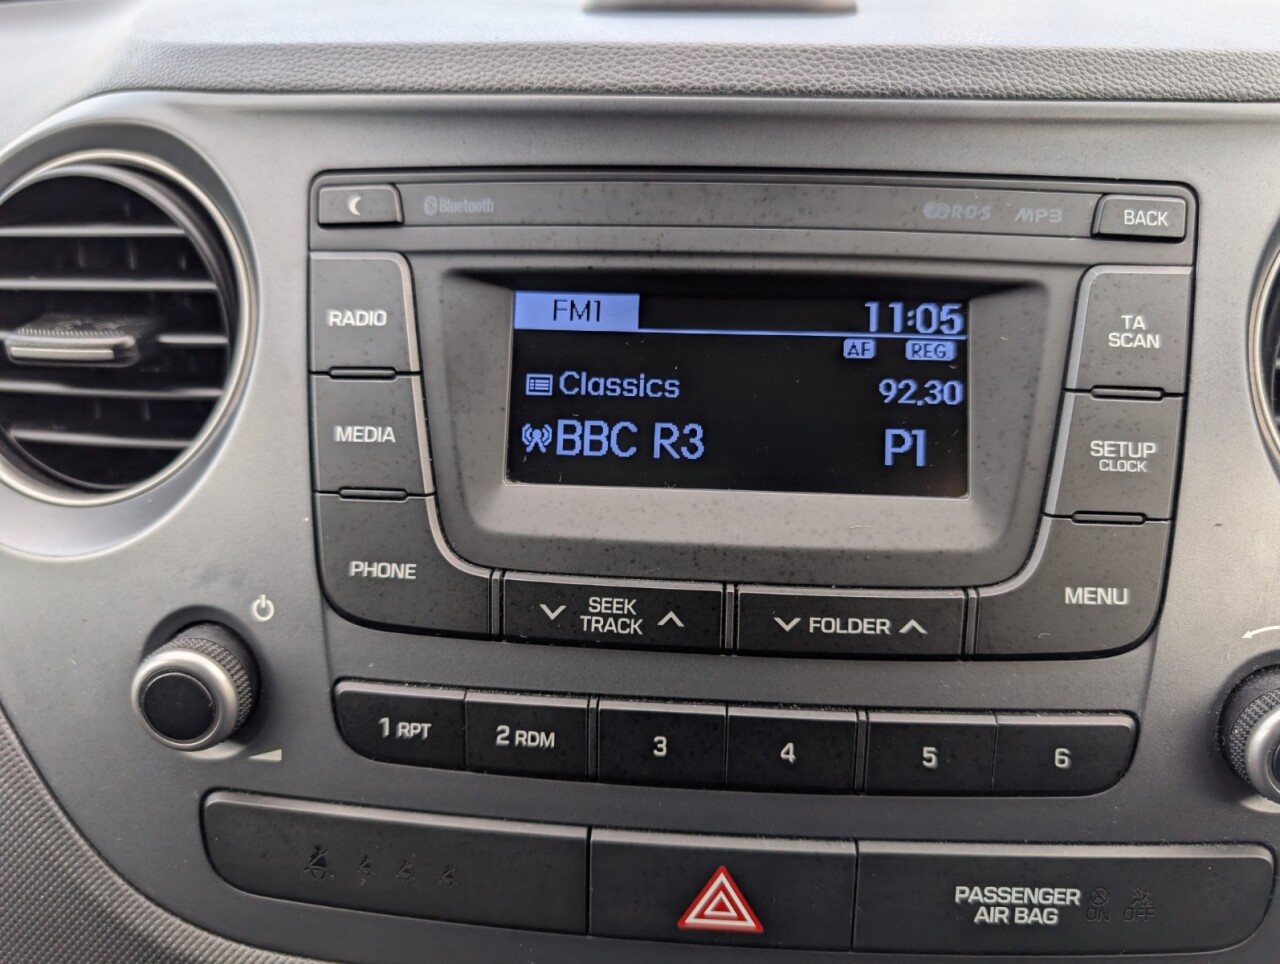 Bluetooth
R·D·S MP3
BACK
RADIO
MEDIA
PHONE
FM1
11:05
AF REG.
Classics
92.30
BBC R3
P1
TA
SCAN
SETUP
CLOCK
MENU
SEEK
TRACK
FOLDER
1 RPT
2 RDM
3
4
5
6
PASSENGER
AIR BAG
ON OFF